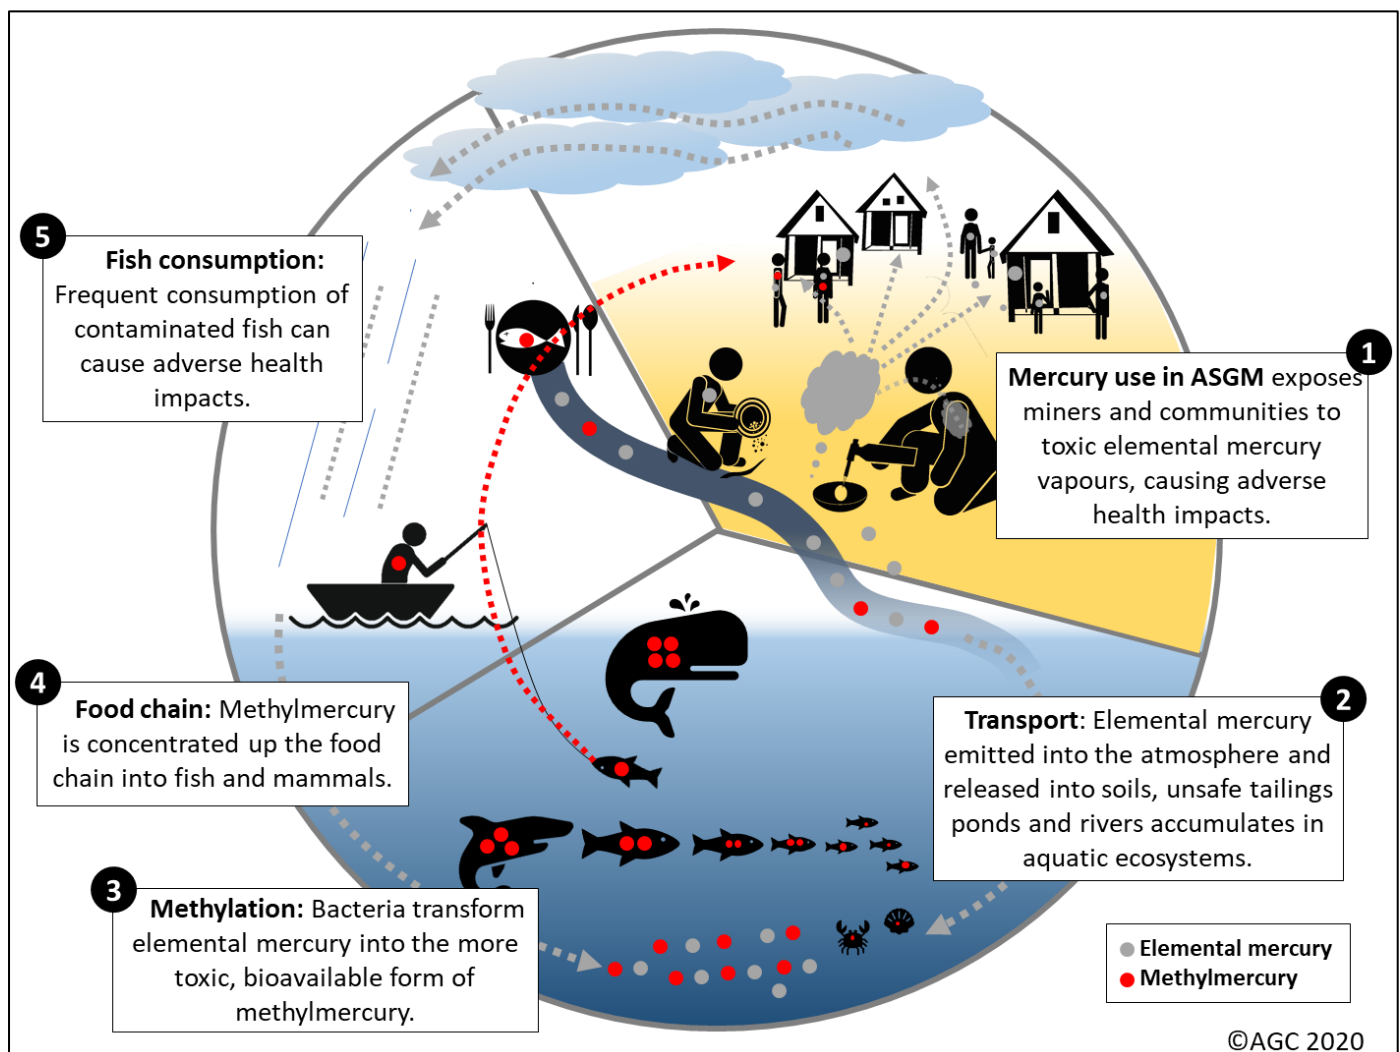 1
Mercury use in ASGM exposes
miners and communities to
toxic elemental mercury
vapours, causing adverse
health impacts.
2
Transport: Elemental mercury
emitted into the atmosphere and
released into soils, unsafe tailings
ponds and rivers accumulates in
aquatic ecosystems.
3
Methylation: Bacteria transform
elemental mercury into the more
toxic, bioavailable form of
methylmercury.
4
Food chain: Methylmercury
is concentrated up the food
chain into fish and mammals.
5
Fish consumption:
Frequent consumption of
contaminated fish can
cause adverse health
impacts.
Elemental mercury
Methylmercury
©AGC 2020